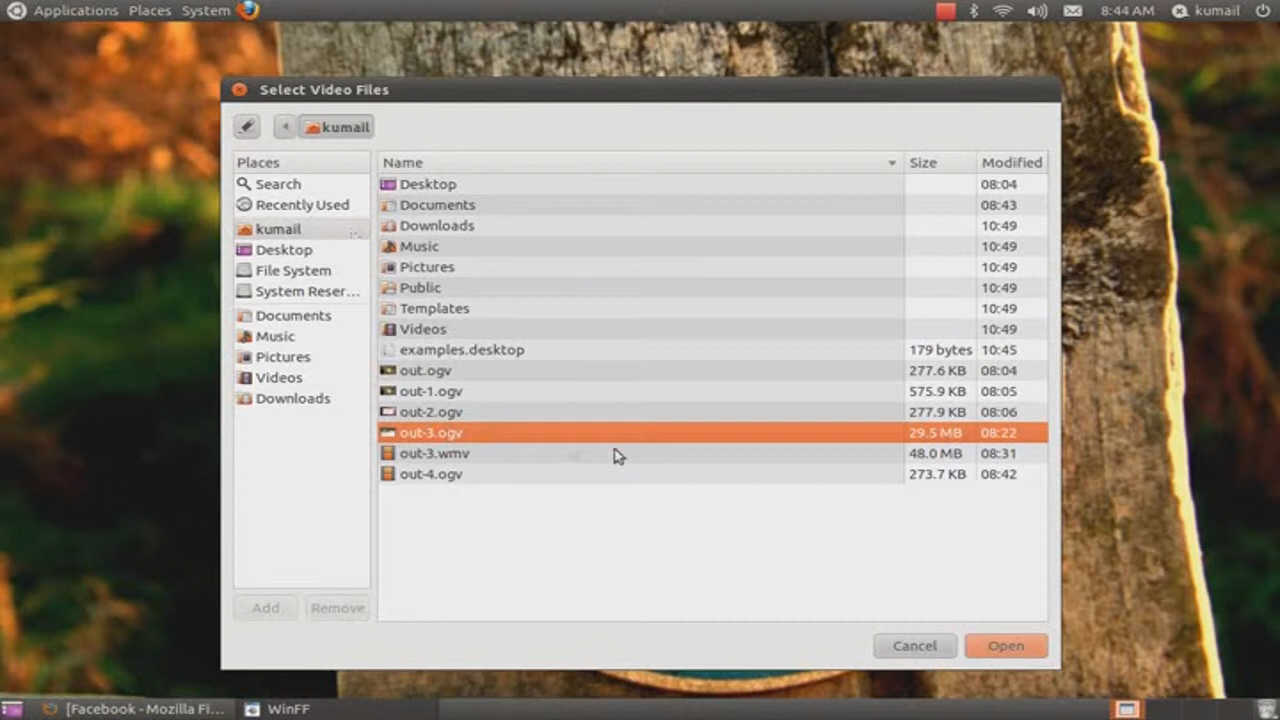 Applications Places System 8:44 AM kumail
Select Video Files
kumail
Places Name Size Modified
Search Desktop 08:04
Recently Used Documents 08:43
Downloads 10:49
kumail Music 10:49
Desktop Pictures 10:49
File System Public 10:49
System Reser... Templates 10:49
Documents Videos 10:49
Music examples.desktop 179 bytes 10:45
Pictures out.ogv 277.6 KB 08:04
Videos out-1.ogv 575.9 KB 08:05
Downloads out-2.ogv 277.9 KB 08:06
out-3.ogv 29.5 MB 08:22
out-3.wmv 48.0 MB 08:31
out-4.ogv 273.7 KB 08:42
Add Remove
Cancel Open
[Facebook - Mozilla Fi... WinFF